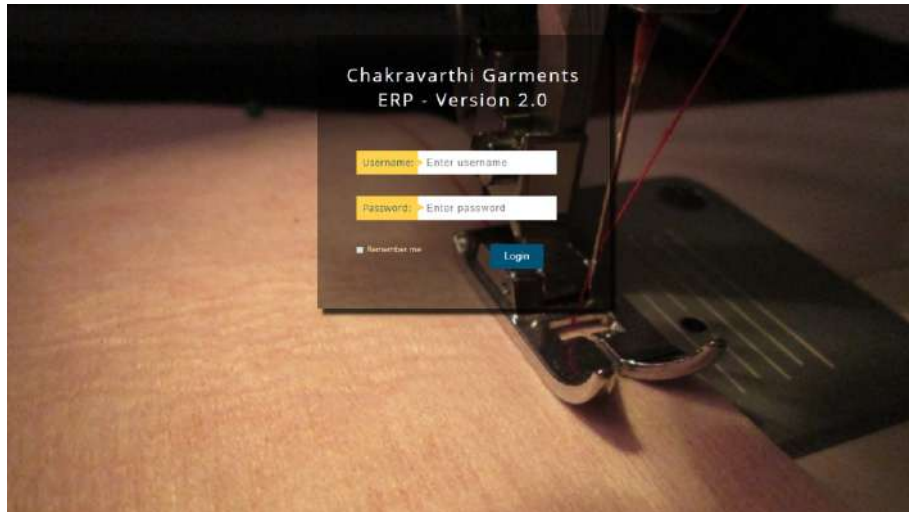 Chakravarthi Garments
ERP - Version 2.0
Username: Enter username
Password: Enter password
Remember me
Login